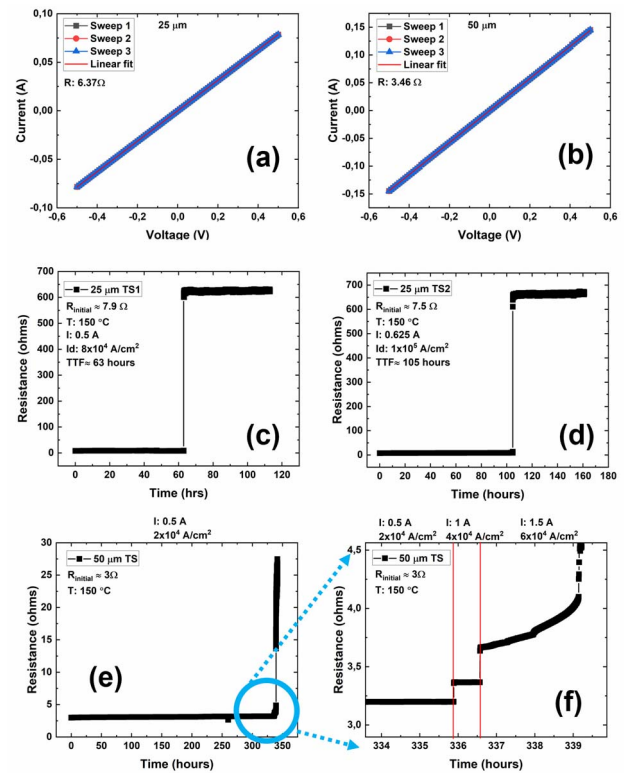 25 μm
Sweep 1
Sweep 2
Sweep 3
Linear fit
R: 6.37Ω
(a)
0,10
0,05
0,00
-0,05
-0,10
-0,6 -0,4 -0,2 0,0 0,2 0,4 0,6
Current (A)
Voltage (V)
50 μm
Sweep 1
Sweep 2
Sweep 3
Linear fit
R: 3.46 Ω
(b)
0,15
0,10
0,05
0,00
-0,05
-0,10
-0,15
-0,6 -0,4 -0,2 0,0 0,2 0,4 0,6
Current (A)
Voltage (V)
25 μm TS1
Rinitial ≈ 7.9 Ω
T: 150 °C
I: 0.5 A
Id: 8x10⁴ A/cm²
TTF≈ 63 hours
(c)
700
600
500
400
300
200
100
0
0 20 40 60 80 100 120 140
Resistance (ohms)
Time (hrs)
25 μm TS2
Rinitial ≈ 7.5 Ω
T: 150 °C
I: 0.625 A
Id: 1x10⁵ A/cm²
TTF≈ 105 hours
(d)
700
600
500
400
300
200
100
0
0 20 40 60 80 100 120 140 160 180
Resistance (ohms)
Time (hours)
I: 0.5 A
2x10⁴ A/cm²
50 μm TS
Rinitial ≈ 3Ω
T: 150 °C
(e)
30
25
20
15
10
5
0
0 50 100 150 200 250 300 350
Resistance (ohms)
Time (hours)
I: 0.5 A I: 1 A I: 1.5 A
2x10⁴ A/cm² 4x10⁴ A/cm² 6x10⁴ A/cm²
50 μm TS
Rinitial ≈ 3Ω
T: 150 °C
(f)
4,5
4,0
3,5
3,0
334 335 336 337 338 339
Resistance (ohms)
Time (hours)